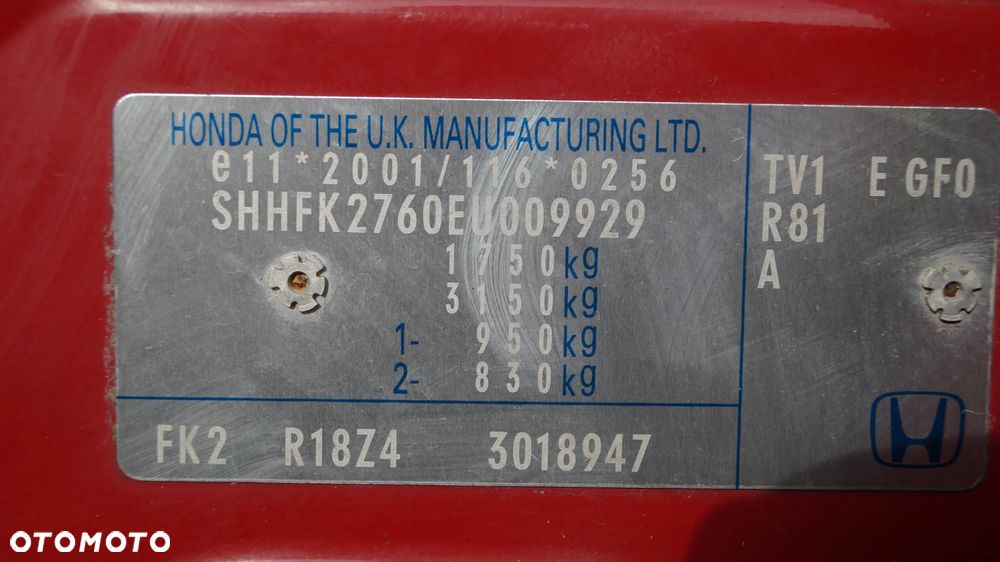 HONDA OF THE U.K. MANUFACTURING LTD.
e11*2001/116*0256
SHHFK2760EU009929
1750kg
3150kg
1- 950kg
2- 830kg
TV1 E GF0
R81
A
FK2 R18Z4 3018947
OTOMOTO